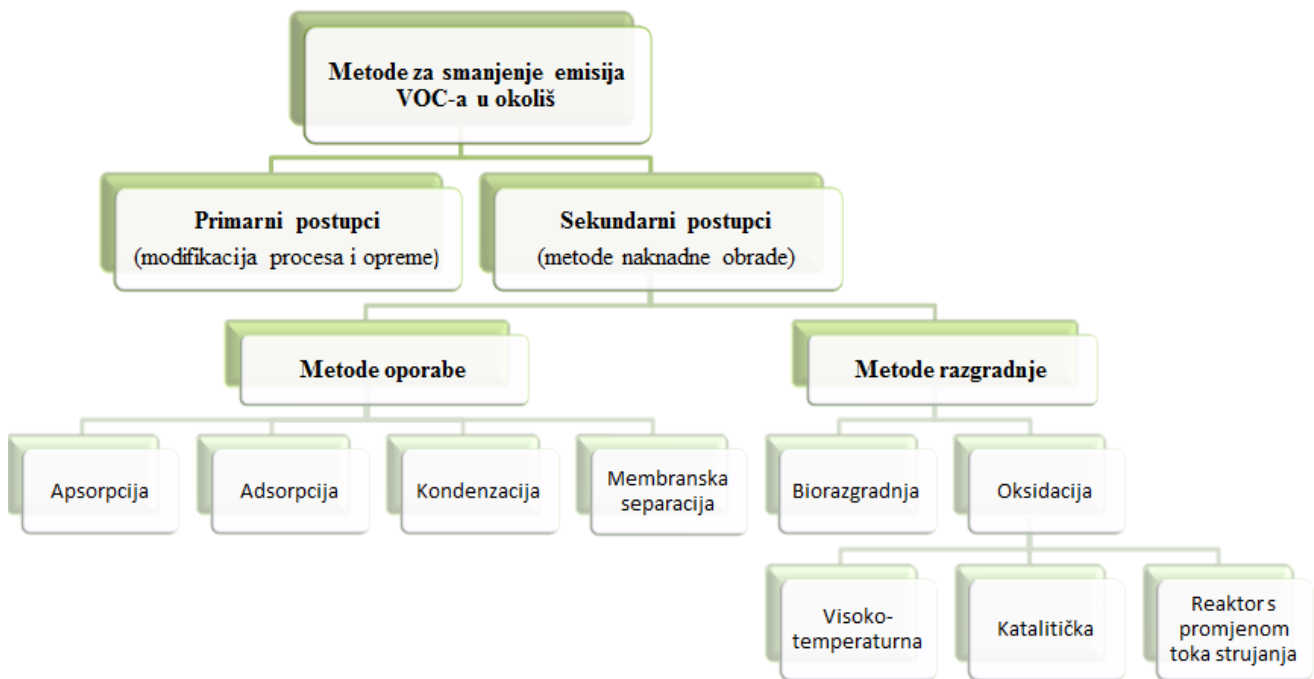 Metode za smanjenje emisija
VOC-a u okoliš
Primarni postupci
(modifikacija procesa i opreme)
Sekundarni postupci
(metode naknadne obrade)
Metode oporabe
Metode razgradnje
Apsorpcija
Adsorpcija
Kondenzacija
Membranska
separacija
Biorazgradnja
Oksidacija
Visoko-
temperaturna
Katalitička
Reaktor s
promjenom
toka strujanja